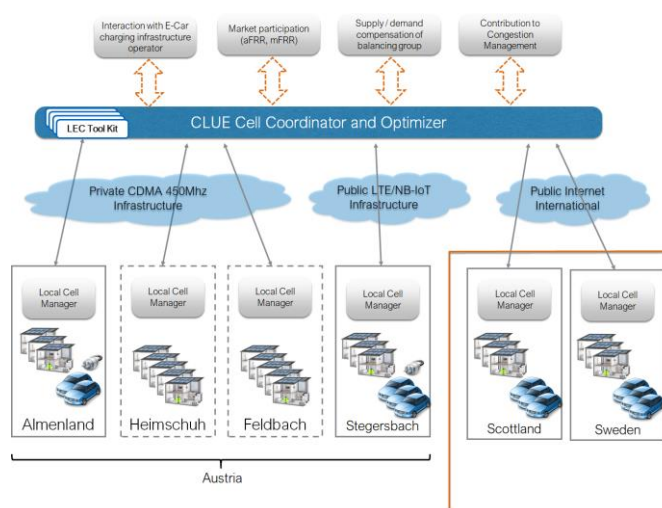 Interaction with E-Car
charging infrastructure
operator
Market participation
(aFRR, mFRR)
Supply / demand
compensation of
balancing group
Contribution to
Congestion
Management
LEC Tool Kit
CLUE Cell Coordinator and Optimizer
Private CDMA 450Mhz
Infrastructure
Public LTE/NB-IoT
Infrastructure
Public Internet
International
Local Cell
Manager
Almenland
Local Cell
Manager
Heimschuh
Local Cell
Manager
Feldbach
Local Cell
Manager
Stegersbach
Local Cell
Manager
Scottland
Local Cell
Manager
Sweden
Austria